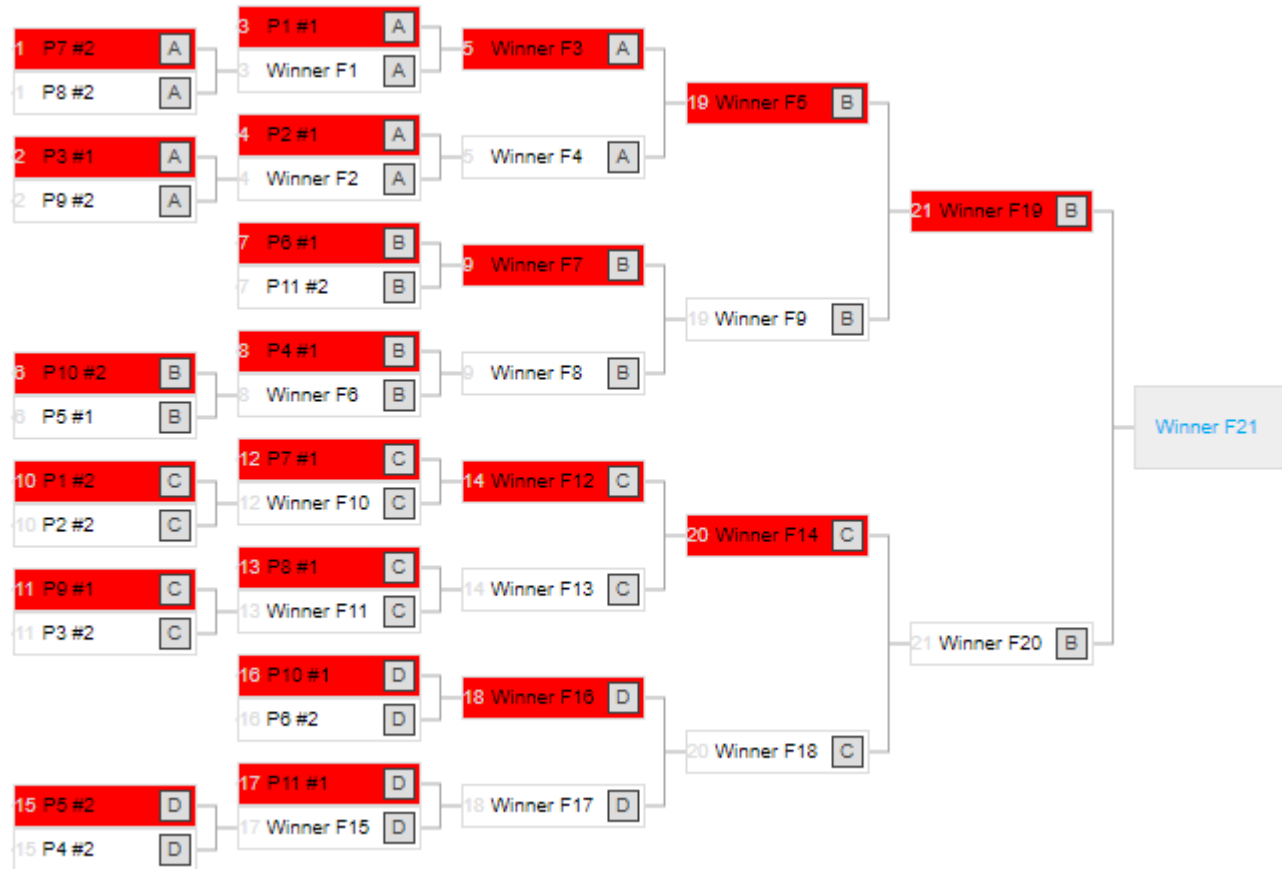 3 P1 #1 A
1 P7 #2 A
5 Winner F3 A
3 Winner F1 A
1 P8 #2 A
19 Winner F5 B
4 P2 #1 A
2 P3 #1 A
5 Winner F4 A
4 Winner F2 A
2 P9 #2 A
21 Winner F19 B
7 P6 #1 B
9 Winner F7 B
7 P11 #2 B
19 Winner F9 B
8 P4 #1 B
6 P10 #2 B
9 Winner F8 B
8 Winner F6 B
6 P5 #1 B
Winner F21
12 P7 #1 C
10 P1 #2 C
14 Winner F12 C
12 Winner F10 C
10 P2 #2 C
20 Winner F14 C
13 P8 #1 C
11 P9 #1 C
14 Winner F13 C
13 Winner F11 C
11 P3 #2 C
21 Winner F20 B
16 P10 #1 D
18 Winner F16 D
16 P6 #2 D
20 Winner F18 C
17 P11 #1 D
15 P5 #2 D
18 Winner F17 D
17 Winner F15 D
15 P4 #2 D